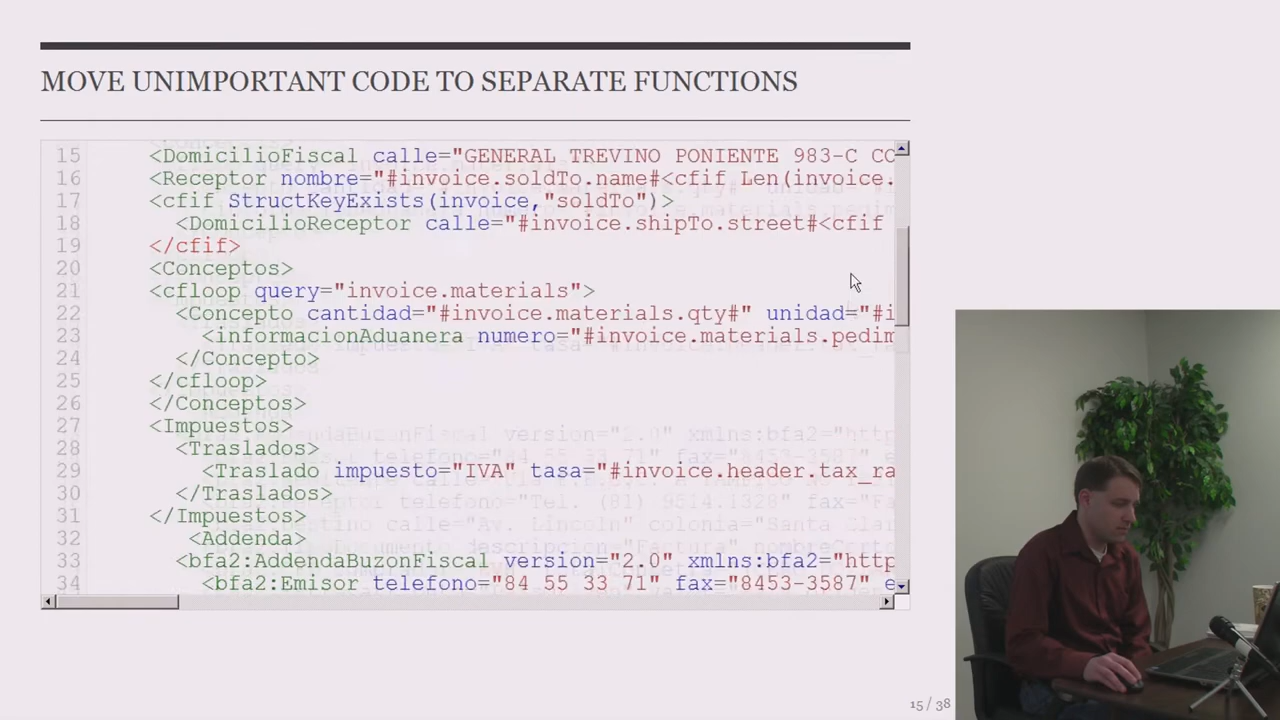 MOVE UNIMPORTANT CODE TO SEPARATE FUNCTIONS
15 <DomicilioFiscal calle="GENERAL TREVINO PONIENTE 983-C CO
16 <Receptor nombre="#invoice.soldTo.name#<cfif Len(invoice.
17 <cfif StructKeyExists(invoice,"soldTo")>
18 <DomicilioReceptor calle="#invoice.shipTo.street#<cfif
19 </cfif>
20 <Conceptos>
21 <cfloop query="invoice.materials">
22 <Concepto cantidad="#invoice.materials.qty#" unidad="#i
23 <informacionAduanera numero="#invoice.materials.pedim
24 </Concepto>
25 </cfloop>
26 </Conceptos>
27 <Impuestos>
28 <Traslados>
29 <Traslado impuesto="IVA" tasa="#invoice.header.tax_ra
30 </Traslados>
31 </Impuestos>
32 <Addenda>
33 <bfa2:AddendaBuzonFiscal version="2.0" xmlns:bfa2="http
34 <bfa2:Emisor telefono="84 55 33 71" fax="8453-3587" e
15 / 38